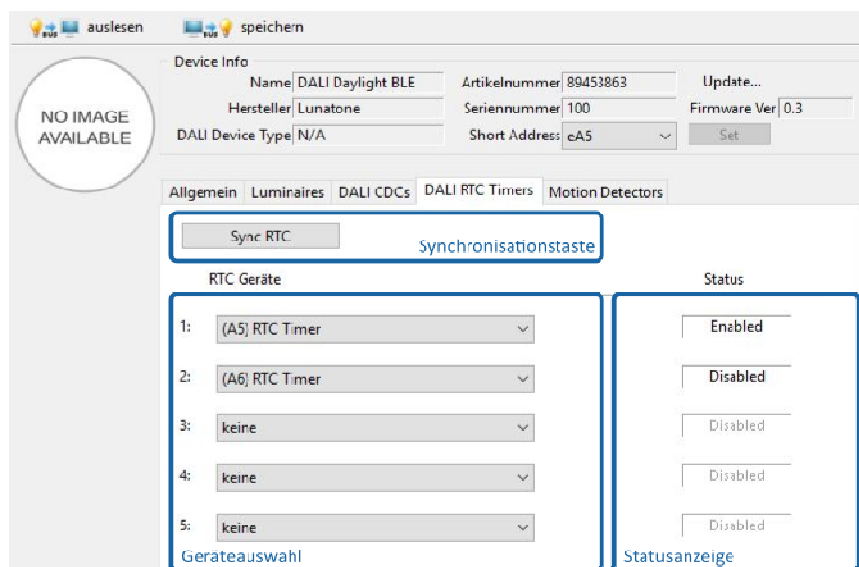 auslesen speichern
Device Info
NO IMAGE
AVAILABLE
Name DALI Daylight BLE Artikelnummer 89453863 Update...
Hersteller Lunatone Seriennummer 100 Firmware Ver 0.3
DALI Device Type N/A Short Address cA5 Set
Allgemein Luminaires DALI CDCs DALI RTC Timers Motion Detectors
Sync RTC Synchronisationstaste
RTC Geräte Status
1: (A5) RTC Timer Enabled
2: (A6) RTC Timer Disabled
3: keine Disabled
4: keine Disabled
5: keine Disabled
Geräteauswahl Statusanzeige